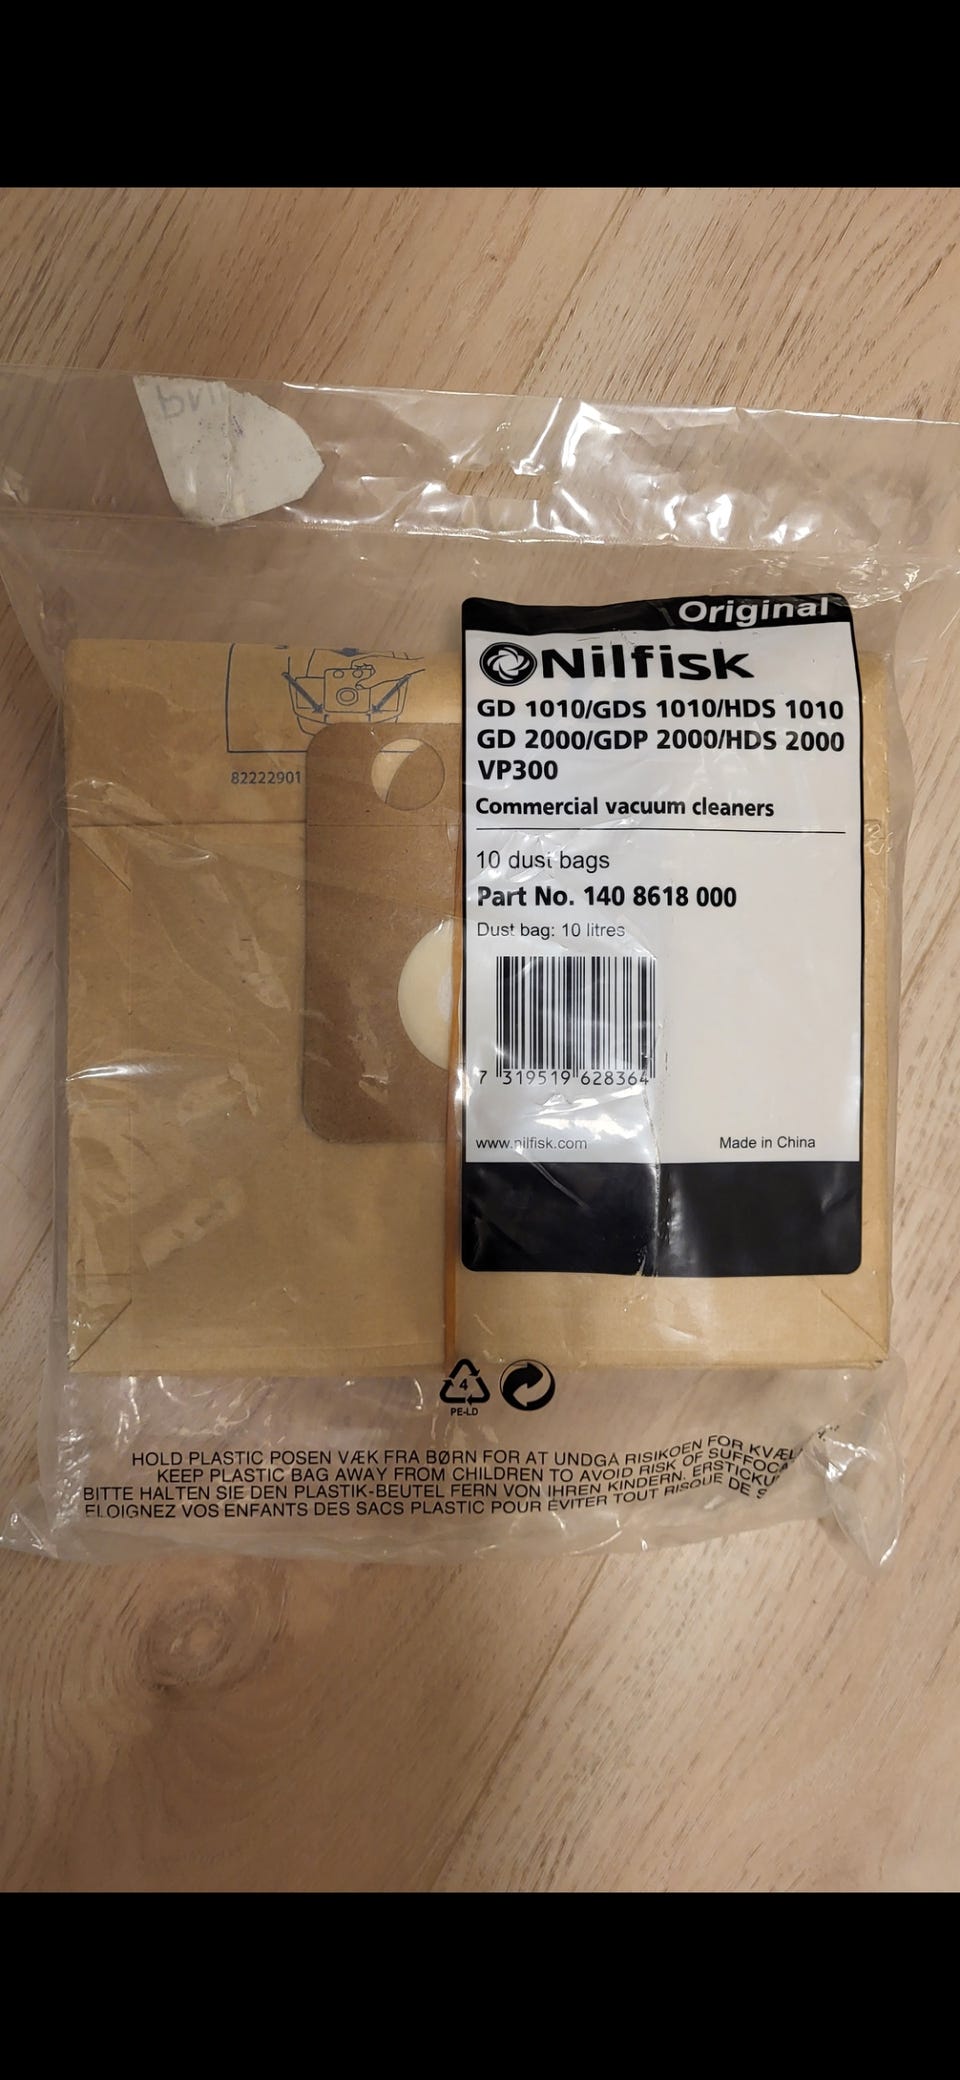 Original
Nilfisk
GD 1010/GDS 1010/HDS 1010
GD 2000/GDP 2000/HDS 2000
VP300
Commercial vacuum cleaners
10 dust bags
Part No. 140 8618 000
Dust bag: 10 litres
7 319519 628364
www.nilfisk.com
Made in China
82222901
4
PE-LD
HOLD PLASTIC POSEN VÆK FRA BØRN FOR AT UNDGÅ RISIKOEN FOR
KEEP PLASTIC BAG AWAY FROM CHILDREN TO AVOID RISK OF
BITTE HALTEN SIE DEN PLASTIK-BEUTEL FERN VON IHREN KINDERN.
ELOIGNEZ VOS ENFANTS DES SACS PLASTIC POUR ÉVITER TOUT RISQUE DE